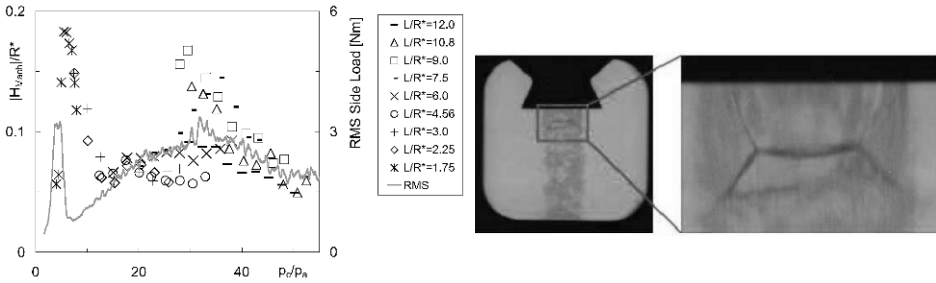 |H_Mach|/R*
0.2
0.1
0
0
20
40
p_c/p_a
RMS Side Load [Nm]
6
3
0
L/R*=12.0
L/R*=10.8
L/R*=9.0
L/R*=7.5
L/R*=6.0
L/R*=4.56
L/R*=3.0
L/R*=2.25
L/R*=1.75
RMS